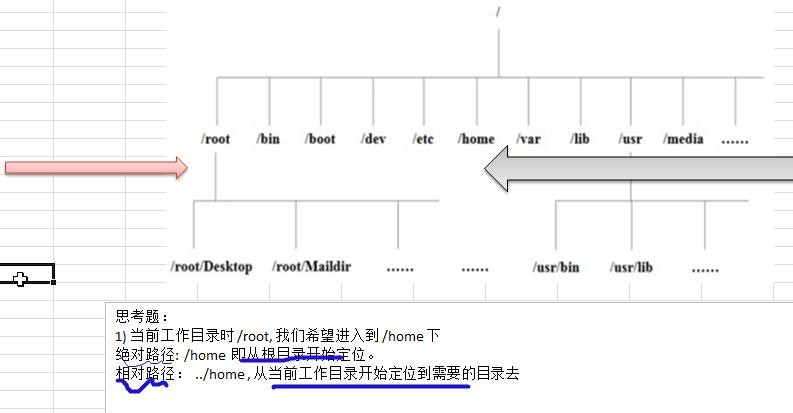 /
/root /bin /boot /dev /etc /home /var /lib /usr /media ......
/root/Desktop /root/Maildir ...... ...... /usr/bin /usr/lib ......
思考题：
1) 当前工作目录时 /root, 我们希望进入到 /home 下
绝对路径: /home 即从根目录开始定位。
相对路径： ../home , 从当前工作目录开始定位到需要的目录去